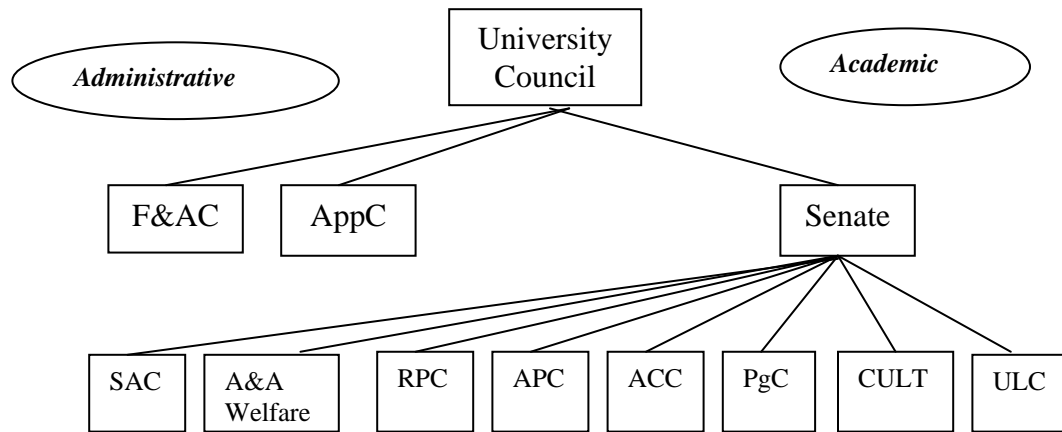 University
Council
Administrative
Academic
F&AC
AppC
Senate
SAC
A&A
Welfare
RPC
APC
ACC
PgC
CULT
ULC